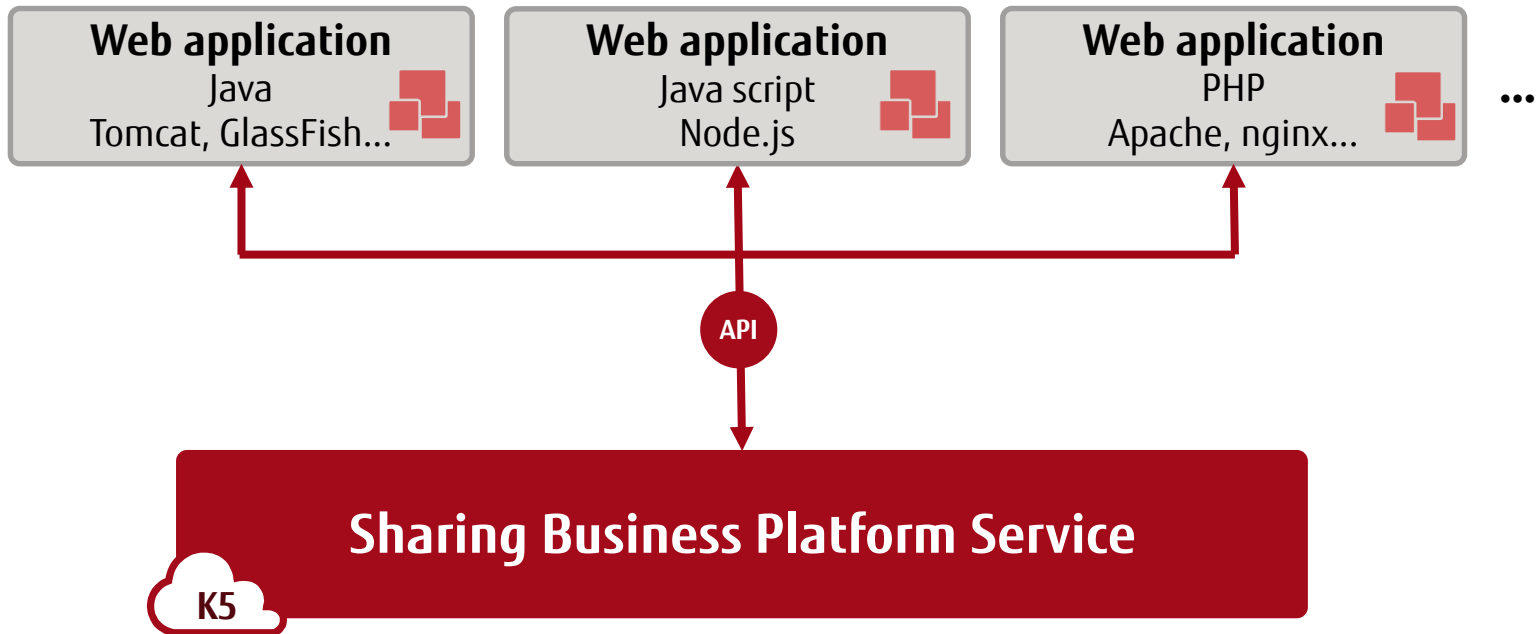 Web application
Java
Tomcat, GlassFish...
Web application
Java script
Node.js
Web application
PHP
Apache, nginx...
...
API
Sharing Business Platform Service
K5